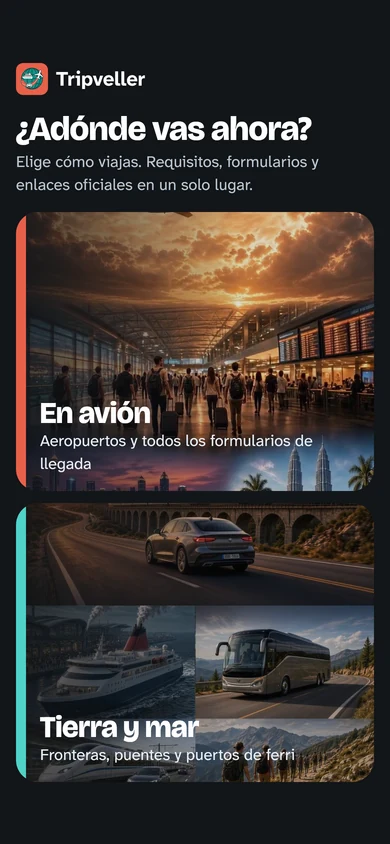 Tripveller
¿Adónde vas ahora?
Elige cómo viajas. Requisitos, formularios y
enlaces oficiales en un solo lugar.
En avión
Aeropuertos y todos los formularios de
llegada
Tierra y mar
Fronteras, puentes y puertos de ferri